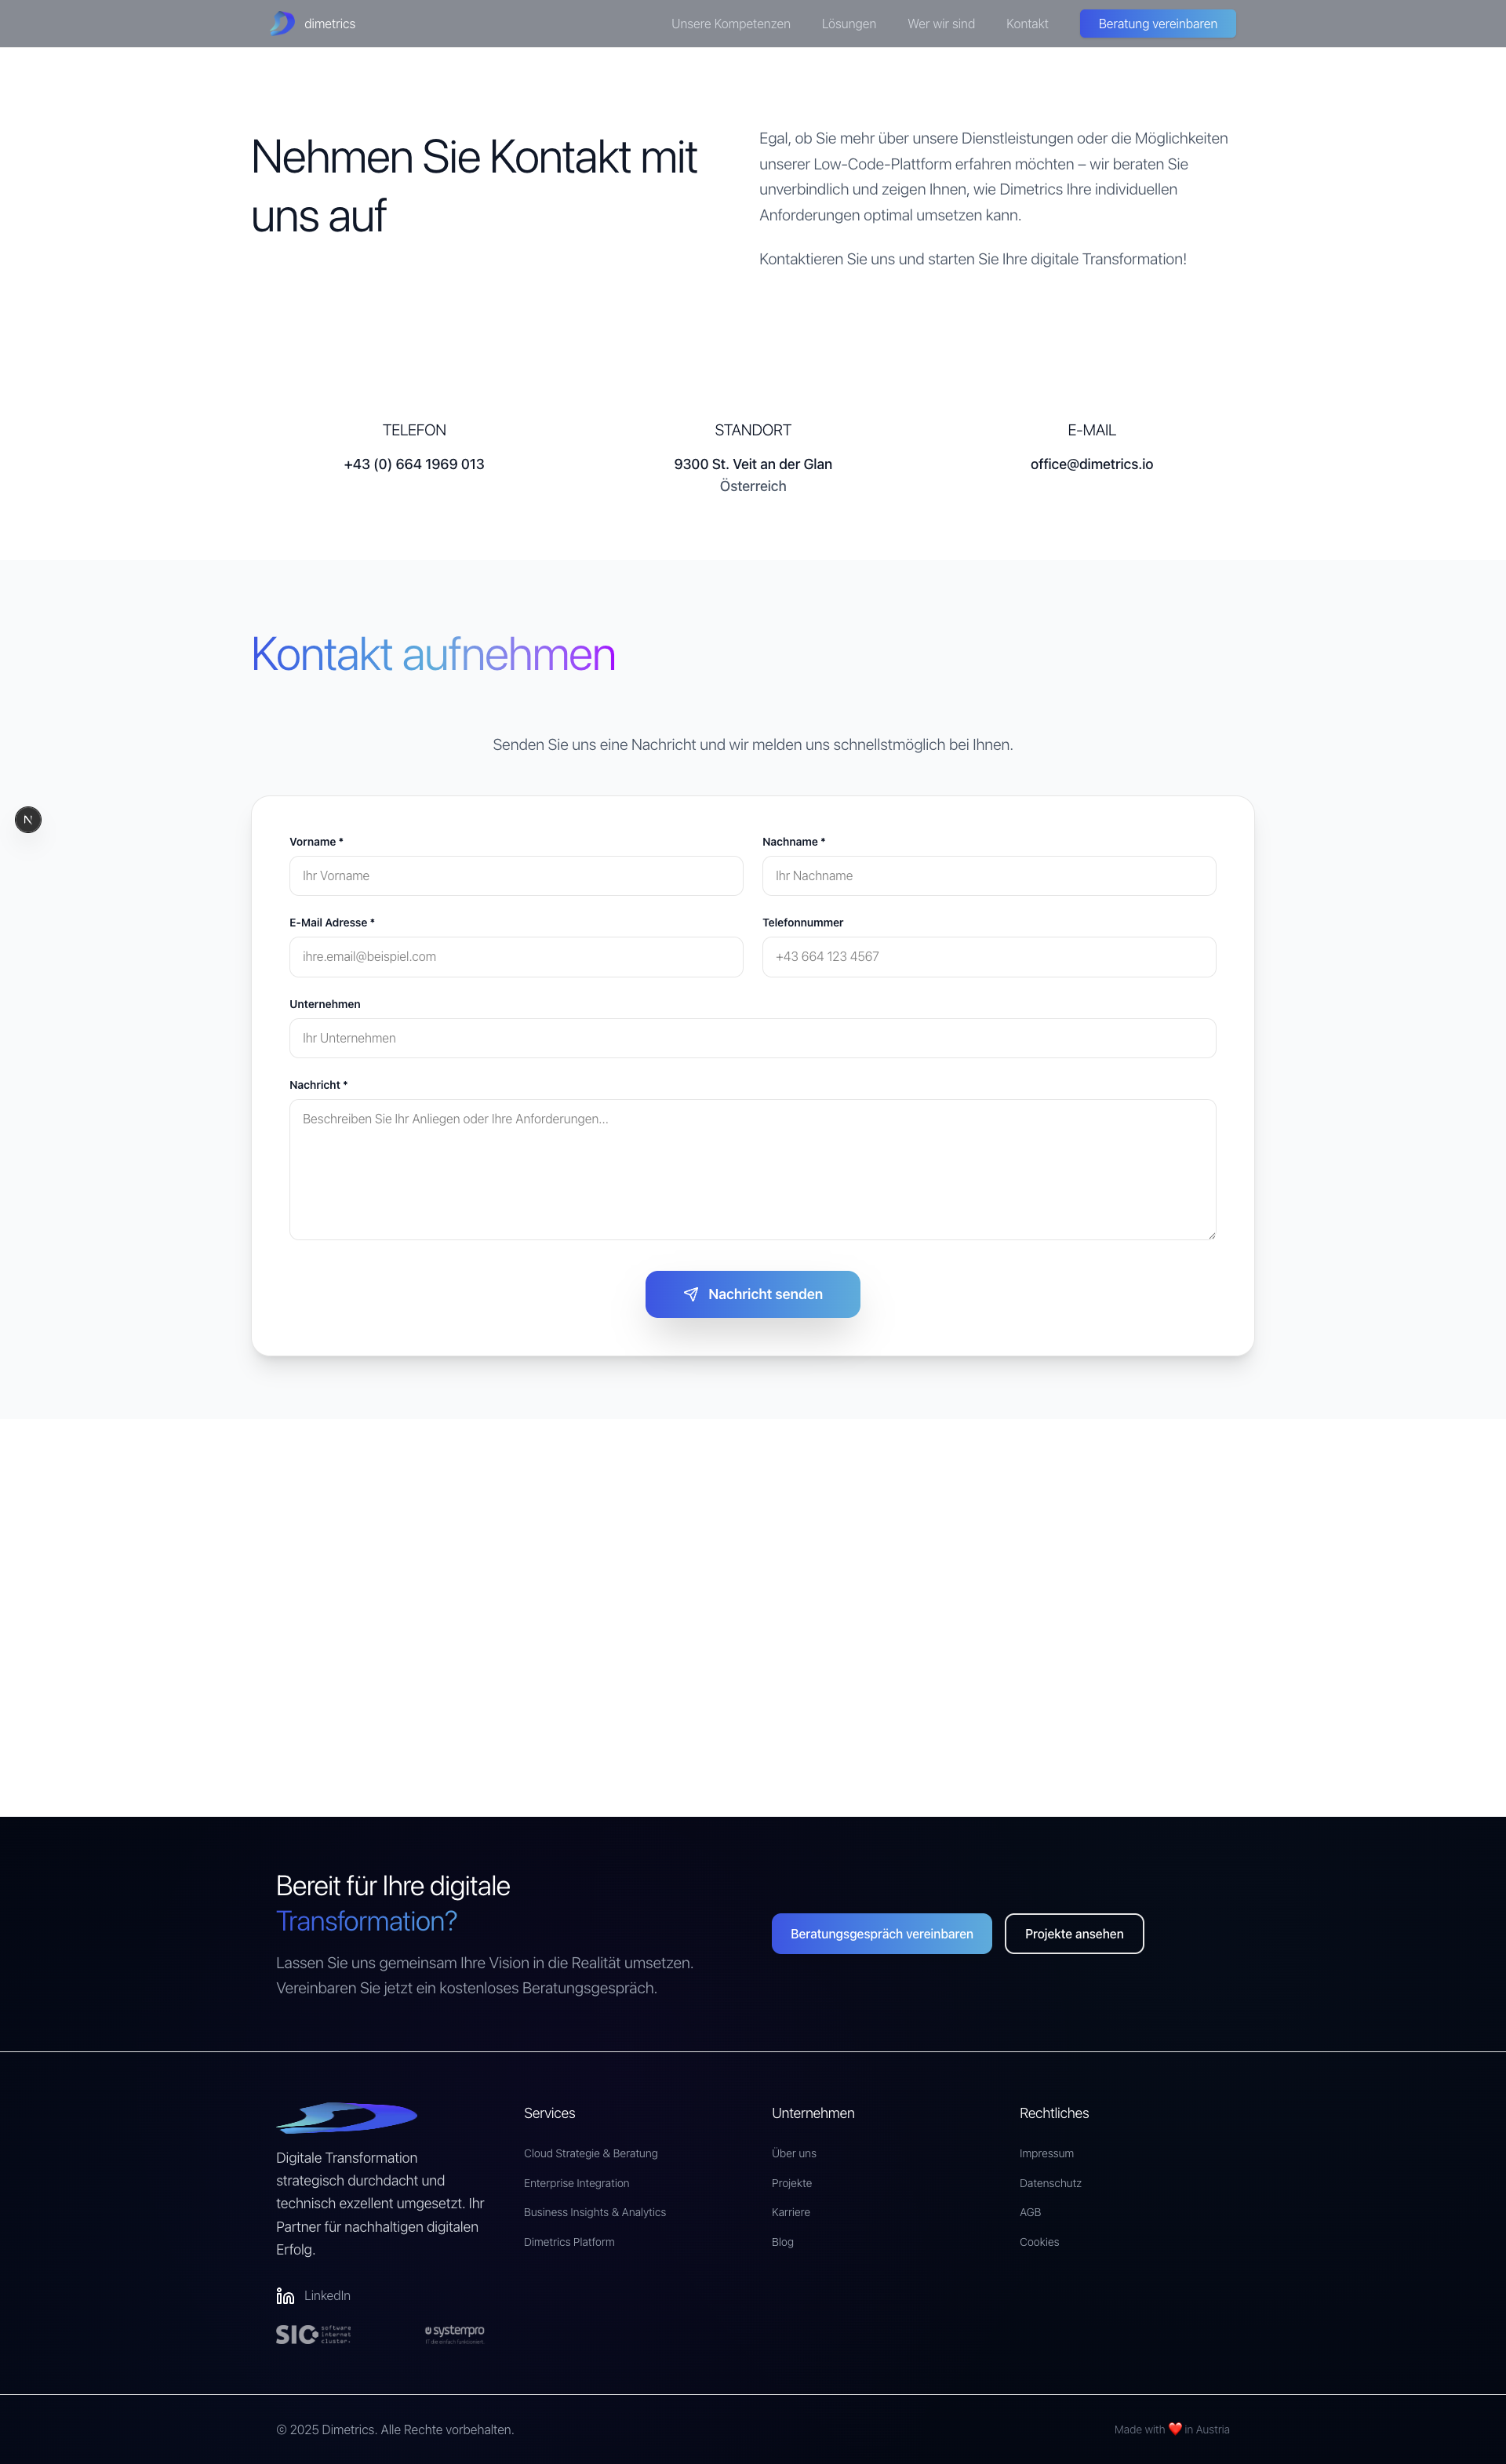 dimetrics
Unsere Kompetenzen
Lösungen
Wer wir sind
Kontakt
Beratung vereinbaren
Nehmen Sie Kontakt mit
uns auf
Egal, ob Sie mehr über unsere Dienstleistungen oder die Möglichkeiten
unserer Low-Code-Plattform erfahren möchten – wir beraten Sie
unverbindlich und zeigen Ihnen, wie Dimetrics Ihre individuellen
Anforderungen optimal umsetzen kann.
Kontaktieren Sie uns und starten Sie Ihre digitale Transformation!
TELEFON
+43 (0) 664 1969 013
STANDORT
9300 St. Veit an der Glan
Österreich
E-MAIL
office@dimetrics.io
Kontakt aufnehmen
Senden Sie uns eine Nachricht und wir melden uns schnellstmöglich bei Ihnen.
N
Vorname *
Ihr Vorname
Nachname *
Ihr Nachname
E-Mail Adresse *
ihre.email@beispiel.com
Telefonnummer
+43 664 123 4567
Unternehmen
Ihr Unternehmen
Nachricht *
Beschreiben Sie Ihr Anliegen oder Ihre Anforderungen...
Nachricht senden
Bereit für Ihre digitale
Transformation?
Lassen Sie uns gemeinsam Ihre Vision in die Realität umsetzen.
Vereinbaren Sie jetzt ein kostenloses Beratungsgespräch.
Beratungsgespräch vereinbaren
Projekte ansehen
Digitale Transformation
strategisch durchdacht und
technisch exzellent umgesetzt. Ihr
Partner für nachhaltigen digitalen
Erfolg.
LinkedIn
SIC
software
internet
cluster
systempro
IT die einfach funktioniert
Services
Cloud Strategie & Beratung
Enterprise Integration
Business Insights & Analytics
Dimetrics Platform
Unternehmen
Über uns
Projekte
Karriere
Blog
Rechtliches
Impressum
Datenschutz
AGB
Cookies
© 2025 Dimetrics. Alle Rechte vorbehalten.
Made with ❤️ in Austria